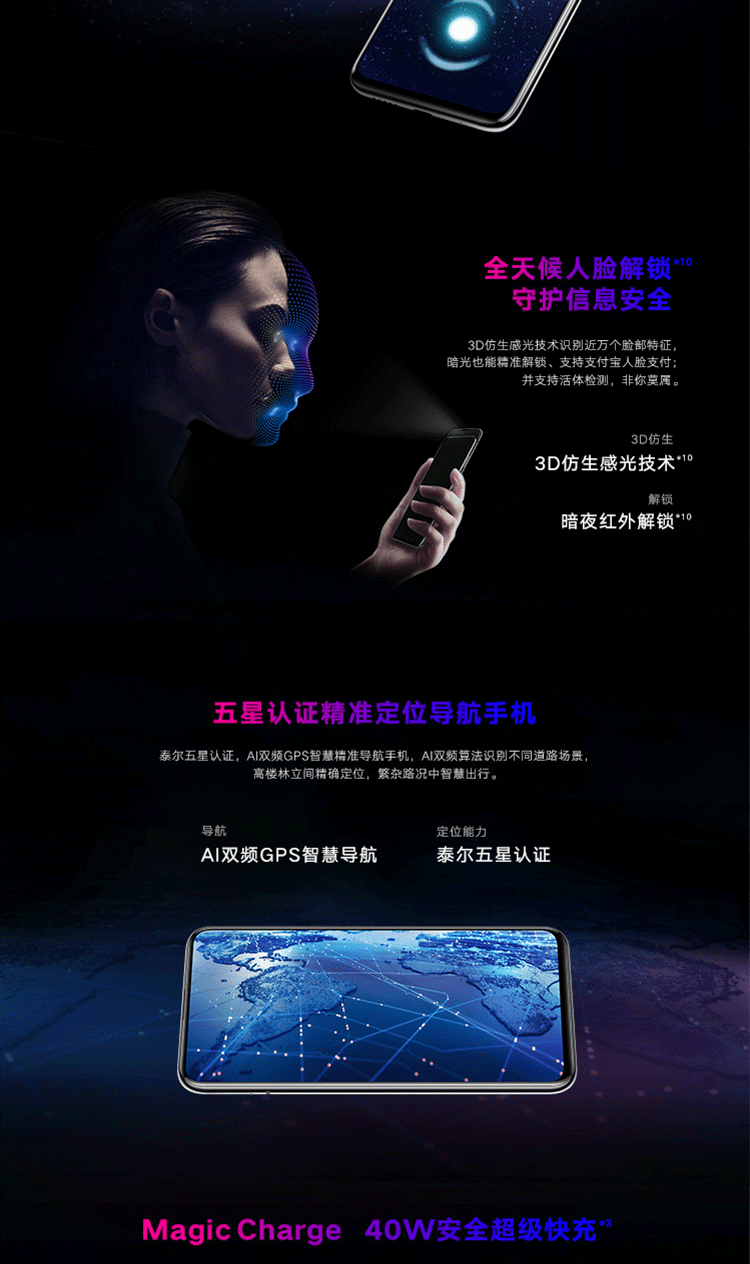 全天候人脸解锁*10
守护信息安全
3D仿生感光技术识别近万个脸部特征，
暗光也能精准解锁、支持支付宝人脸支付；
并支持活体检测，非你莫属。
3D仿生
3D仿生感光技术*10
解锁
暗夜红外解锁*10
五星认证精准定位导航手机
泰尔五星认证，AI双频GPS智慧精准导航手机，AI双频算法识别不同道路场景，
高楼林立间精确定位，繁杂路况中智慧出行。
导航
AI双频GPS智慧导航
定位能力
泰尔五星认证
Magic Charge 40W安全超级快充*3